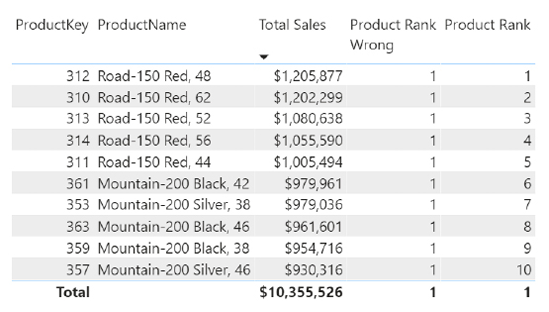 ProductKey ProductName Total Sales Product Rank Wrong Product Rank
312 Road-150 Red, 48 $1,205,877 1 1
310 Road-150 Red, 62 $1,202,299 1 2
313 Road-150 Red, 52 $1,080,638 1 3
314 Road-150 Red, 56 $1,055,590 1 4
311 Road-150 Red, 44 $1,005,494 1 5
361 Mountain-200 Black, 42 $979,961 1 6
353 Mountain-200 Silver, 38 $979,036 1 7
363 Mountain-200 Black, 46 $961,601 1 8
359 Mountain-200 Black, 38 $954,716 1 9
357 Mountain-200 Silver, 46 $930,316 1 10
Total $10,355,526 1 1